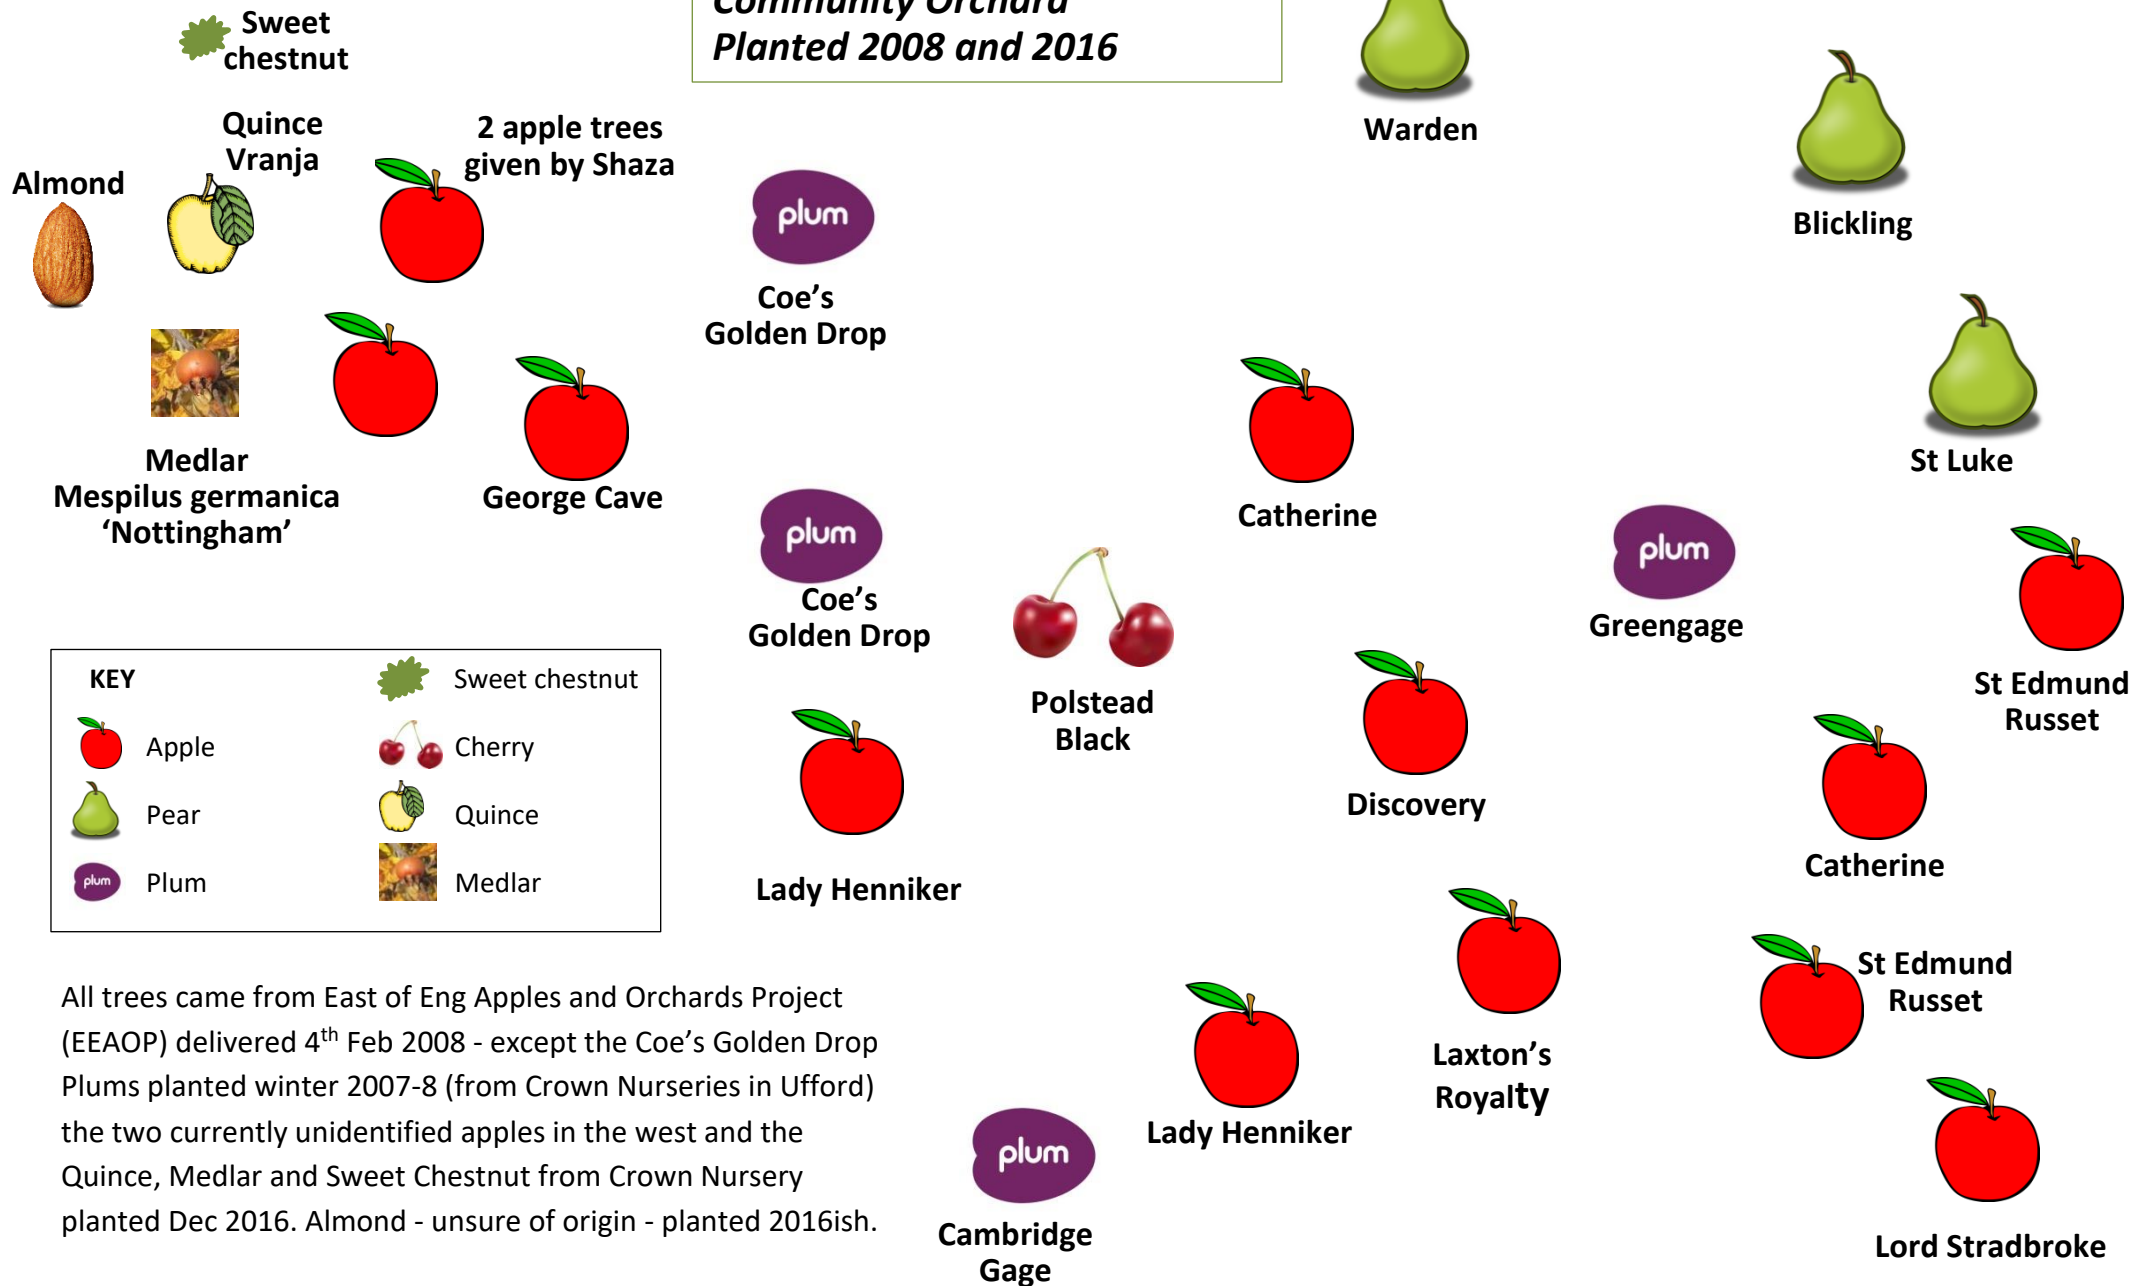 Community Orchard
Planted 2008 and 2016
Sweet
chestnut
Quince
Vranja
2 apple trees
given by Shaza
Almond
Warden
Blickling
plum
Coe’s
Golden Drop
St Luke
Medlar
Mespilus germanica
‘Nottingham’
George Cave
Catherine
plum
Coe’s
Golden Drop
plum
Greengage
Polstead
Black
St Edmund
Russet
Discovery
Catherine
Lady Henniker
KEY
Sweet chestnut
Apple
Cherry
Pear
Quince
plum
Plum
Medlar
St Edmund
Russet
Laxton’s
Royalty
Lady Henniker
plum
Cambridge
Gage
Lord Stradbroke
All trees came from East of Eng Apples and Orchards Project
(EEAOP) delivered 4th Feb 2008 - except the Coe’s Golden Drop
Plums planted winter 2007-8 (from Crown Nurseries in Ufford)
the two currently unidentified apples in the west and the
Quince, Medlar and Sweet Chestnut from Crown Nursery
planted Dec 2016. Almond - unsure of origin - planted 2016ish.